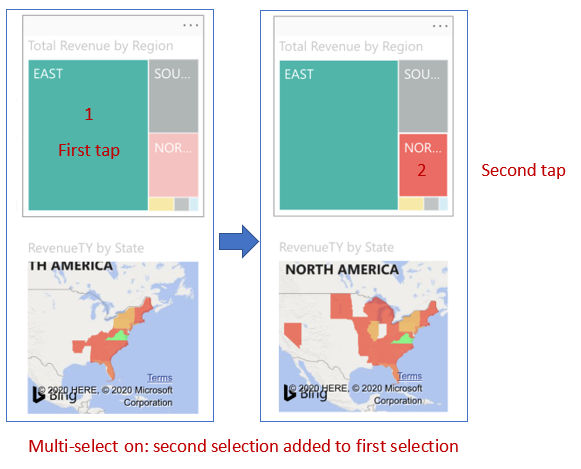 ...
Total Revenue by Region
EAST
SOU...
1
First tap
NOR...
RevenueTY by State
TH AMERICA
Terms
© 2020 HERE, © 2020 Microsoft
Bing
Corporation
...
Total Revenue by Region
EAST
SOU...
NOR...
2
Second tap
RevenueTY by State
NORTH AMERICA
Terms
© 2020 HERE, © 2020 Microsoft
Bing
Corporation
Multi-select on: second selection added to first selection